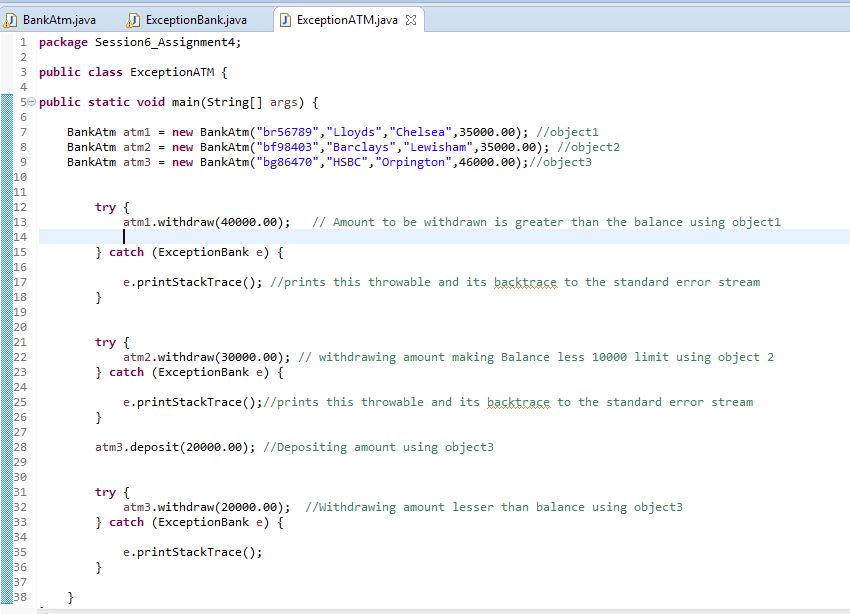 BankAtm.java ExceptionBank.java ExceptionATM.java
1 package Session6_Assignment4;
2
3 public class ExceptionATM {
4
5 public static void main(String[] args) {
6
7 BankAtm atm1 = new BankAtm("br56789","Lloyds","Chelsea",35000.00); //object1
8 BankAtm atm2 = new BankAtm("bf98403","Barclays","Lewisham",35000.00); //object2
9 BankAtm atm3 = new BankAtm("bg86470","HSBC","Orpington",46000.00);//object3
10
11
12 try {
13 atm1.withdraw(40000.00); // Amount to be withdrawn is greater than the balance using object1
14
15 } catch (ExceptionBank e) {
16
17 e.printStackTrace(); //prints this throwable and its backtrace to the standard error stream
18 }
19
20
21 try {
22 atm2.withdraw(30000.00); // withdrawing amount making Balance less 10000 limit using object 2
23 } catch (ExceptionBank e) {
24
25 e.printStackTrace();//prints this throwable and its backtrace to the standard error stream
26 }
27
28 atm3.deposit(20000.00); //Depositing amount using object3
29
30
31 try {
32 atm3.withdraw(20000.00); //Withdrawing amount lesser than balance using object3
33 } catch (ExceptionBank e) {
34
35 e.printStackTrace();
36 }
37
38 }